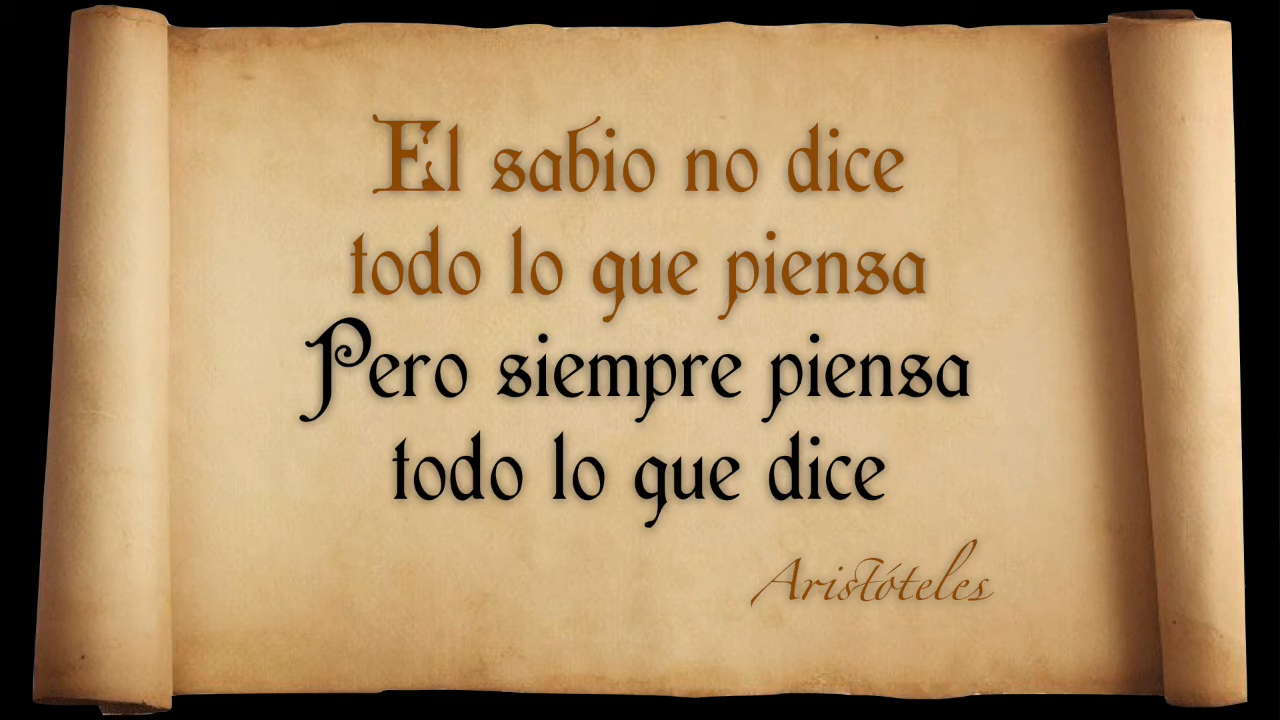 El sabio no dice
todo lo que piensa
Pero siempre piensa
todo lo que dice
Aristóteles